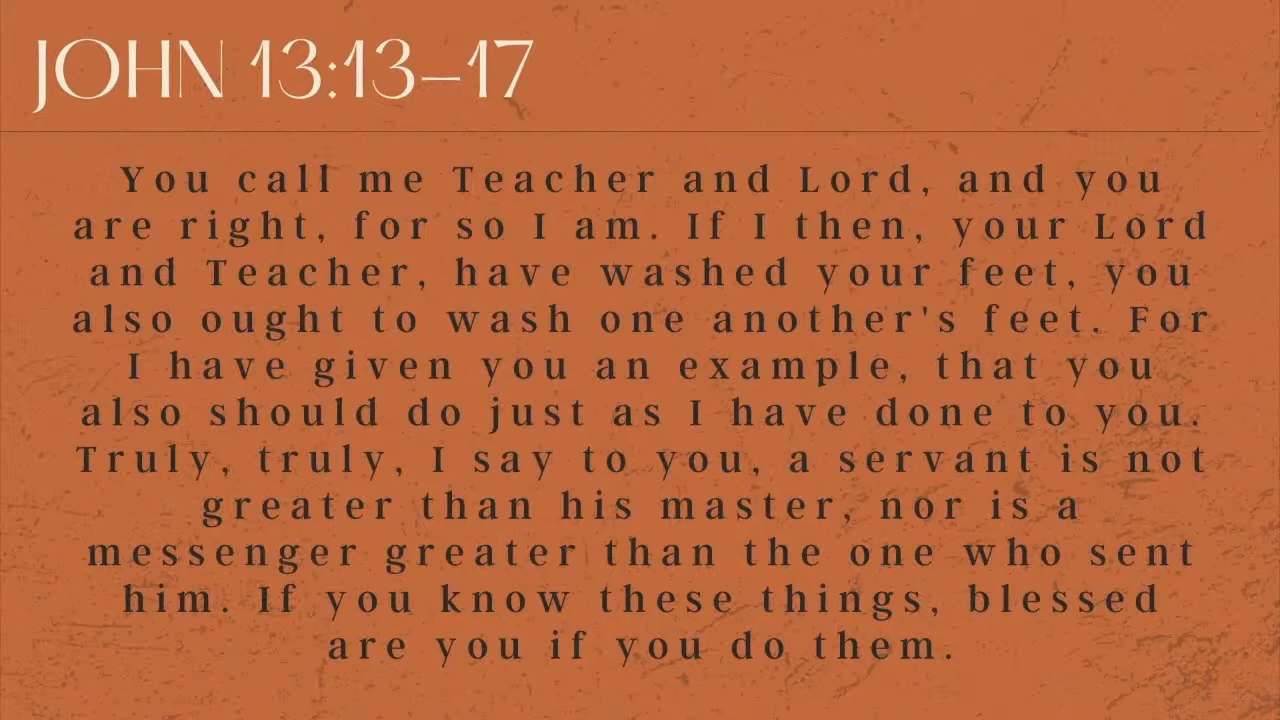 JOHN 13:13–17
You call me Teacher and Lord, and you
are right, for so I am. If I then, your Lord
and Teacher, have washed your feet, you
also ought to wash one another's feet. For
I have given you an example, that you
also should do just as I have done to you.
Truly, truly, I say to you, a servant is not
greater than his master, nor is a
messenger greater than the one who sent
him. If you know these things, blessed
are you if you do them.